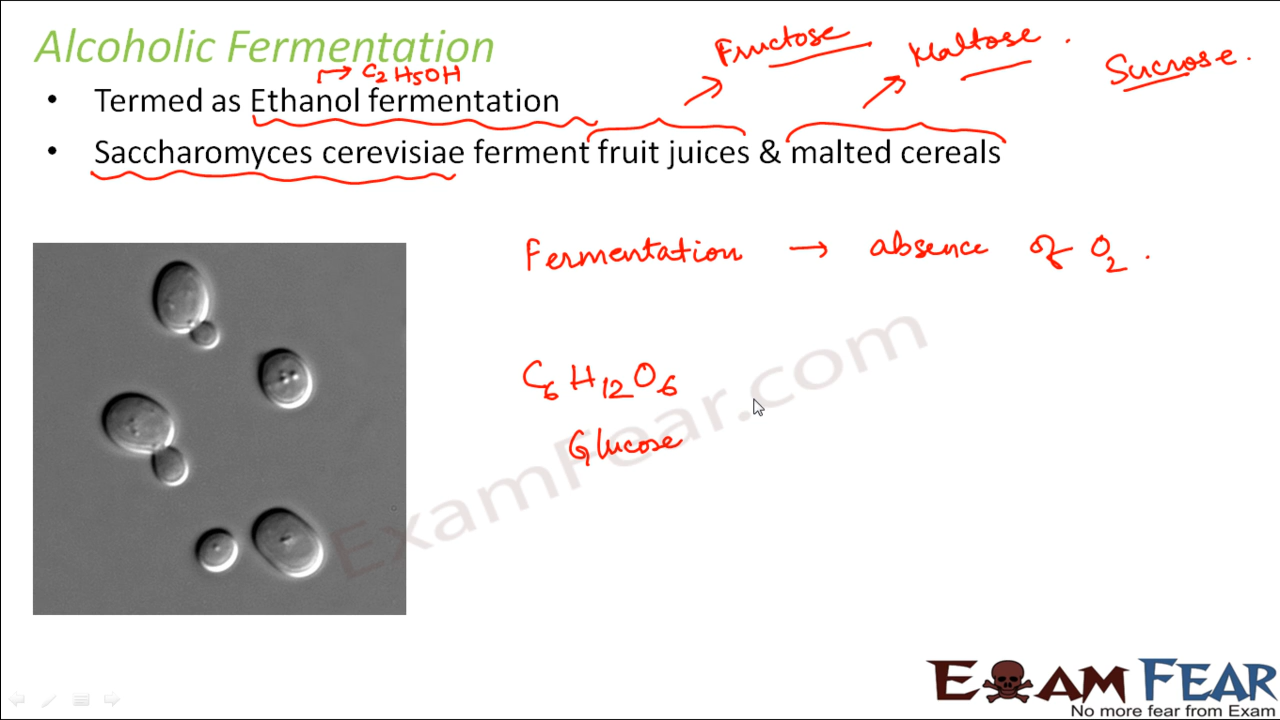 Alcoholic Fermentation
Fructose
Maltose.
Sucrose.
→ C2H5OH
• Termed as Ethanol fermentation
• Saccharomyces cerevisiae ferment fruit juices & malted cereals
Fermentation → absence of O2.
C6H12O6
Glucose
ExamFear.com
EXAMFEAR
No more fear from Exam